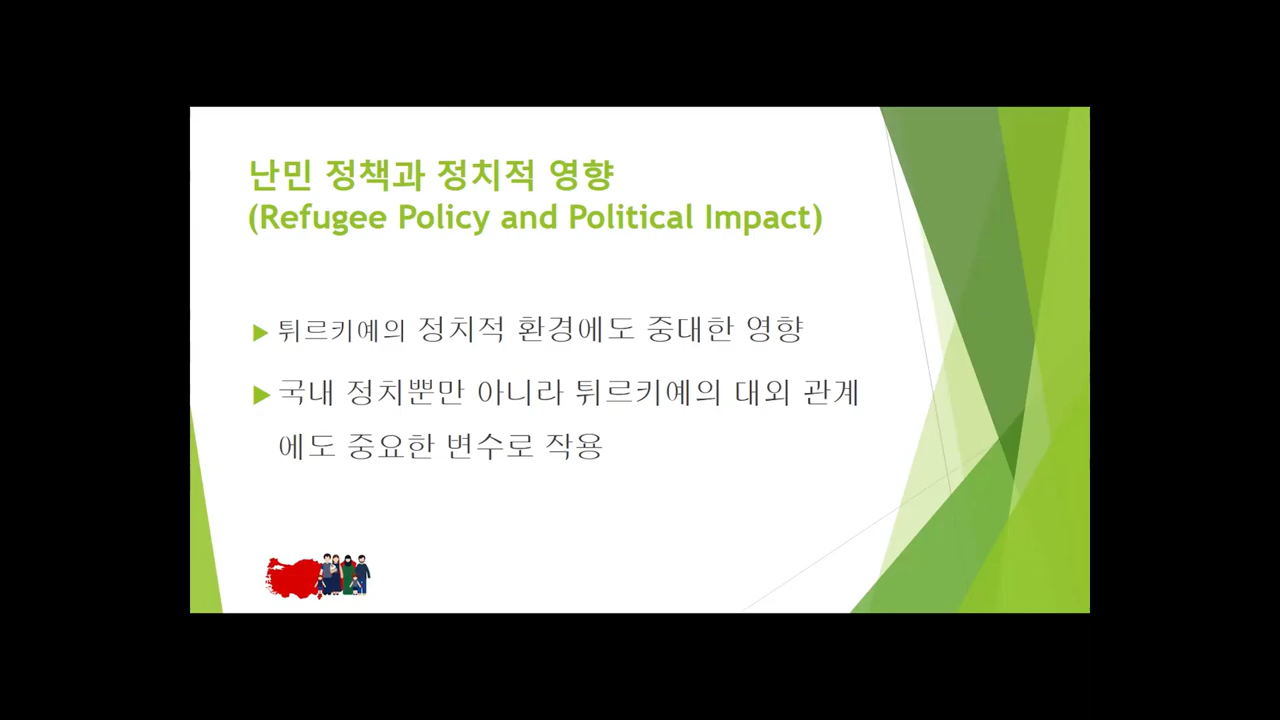 난민 정책과 정치적 영향
(Refugee Policy and Political Impact)
튀르키예의 정치적 환경에도 중대한 영향
국내 정치뿐만 아니라 튀르키예의 대외 관계
에도 중요한 변수로 작용